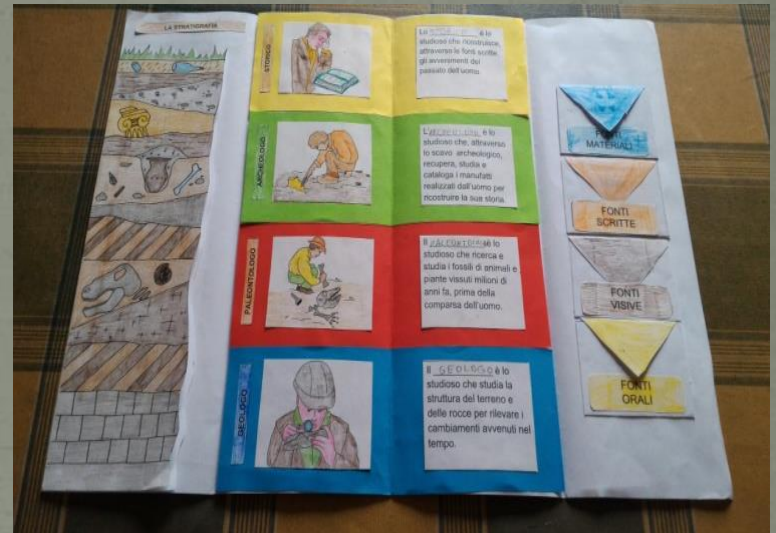 LA STRATIGRAFIA
STORICO
Lo STORICO è lo
studioso che ricostruisce,
attraverso le fonti scritte,
gli avvenimenti del
passato dell'uomo.
ARCHEOLOGO
L'ARCHEOLOGO è lo
studioso che, attraverso
lo scavo archeologico,
recupera, studia e
cataloga i manufatti
realizzati dall'uomo per
ricostruire la sua storia.
PALEONTOLOGO
Il PALEONTOLOGO è lo
studioso che ricerca e
studia i fossili di animali e
piante vissuti milioni di
anni fa, prima della
comparsa dell'uomo.
GEOLOGO
Il GEOLOGO è lo
studioso che studia la
struttura del terreno e
delle rocce per rilevare i
cambiamenti avvenuti nel
tempo.
FONTI
MATERIALI
FONTI
SCRITTE
FONTI
VISIVE
FONTI
ORALI